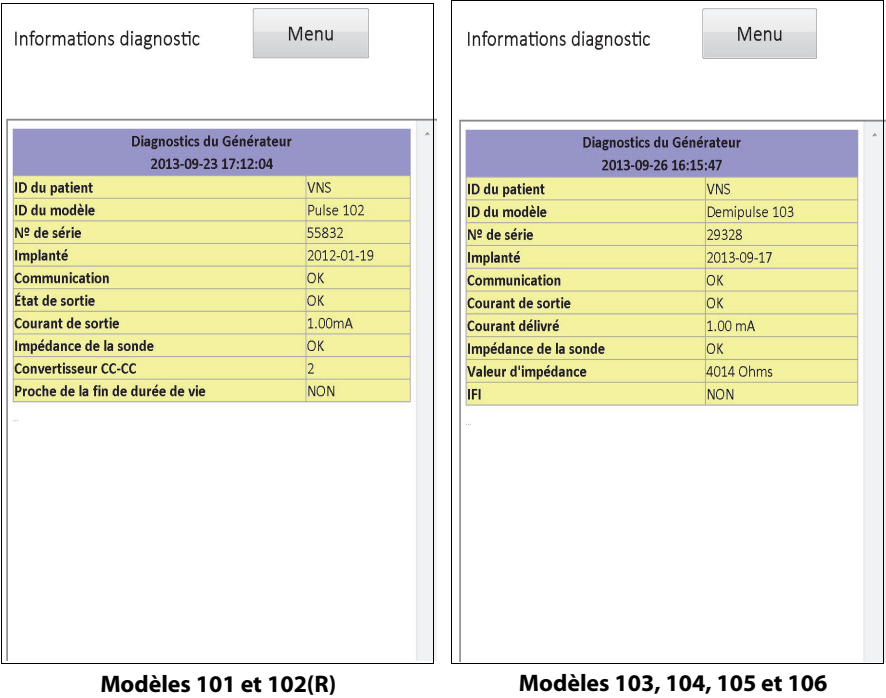 Informations diagnostic
Menu
Diagnostics du Générateur
2013-09-23 17:12:04
ID du patient VNS
ID du modèle Pulse 102
Nº de série 55832
Implanté 2012-01-19
Communication OK
État de sortie OK
Courant de sortie 1.00mA
Impédance de la sonde OK
Convertisseur CC-CC 2
Proche de la fin de durée de vie NON
...
Modèles 101 et 102(R)
Informations diagnostic
Menu
Diagnostics du Générateur
2013-09-26 16:15:47
ID du patient VNS
ID du modèle Demipulse 103
Nº de série 29328
Implanté 2013-09-17
Communication OK
Courant de sortie OK
Courant délivré 1.00 mA
Impédance de la sonde OK
Valeur d'impédance 4014 Ohms
IFI NON
...
Modèles 103, 104, 105 et 106